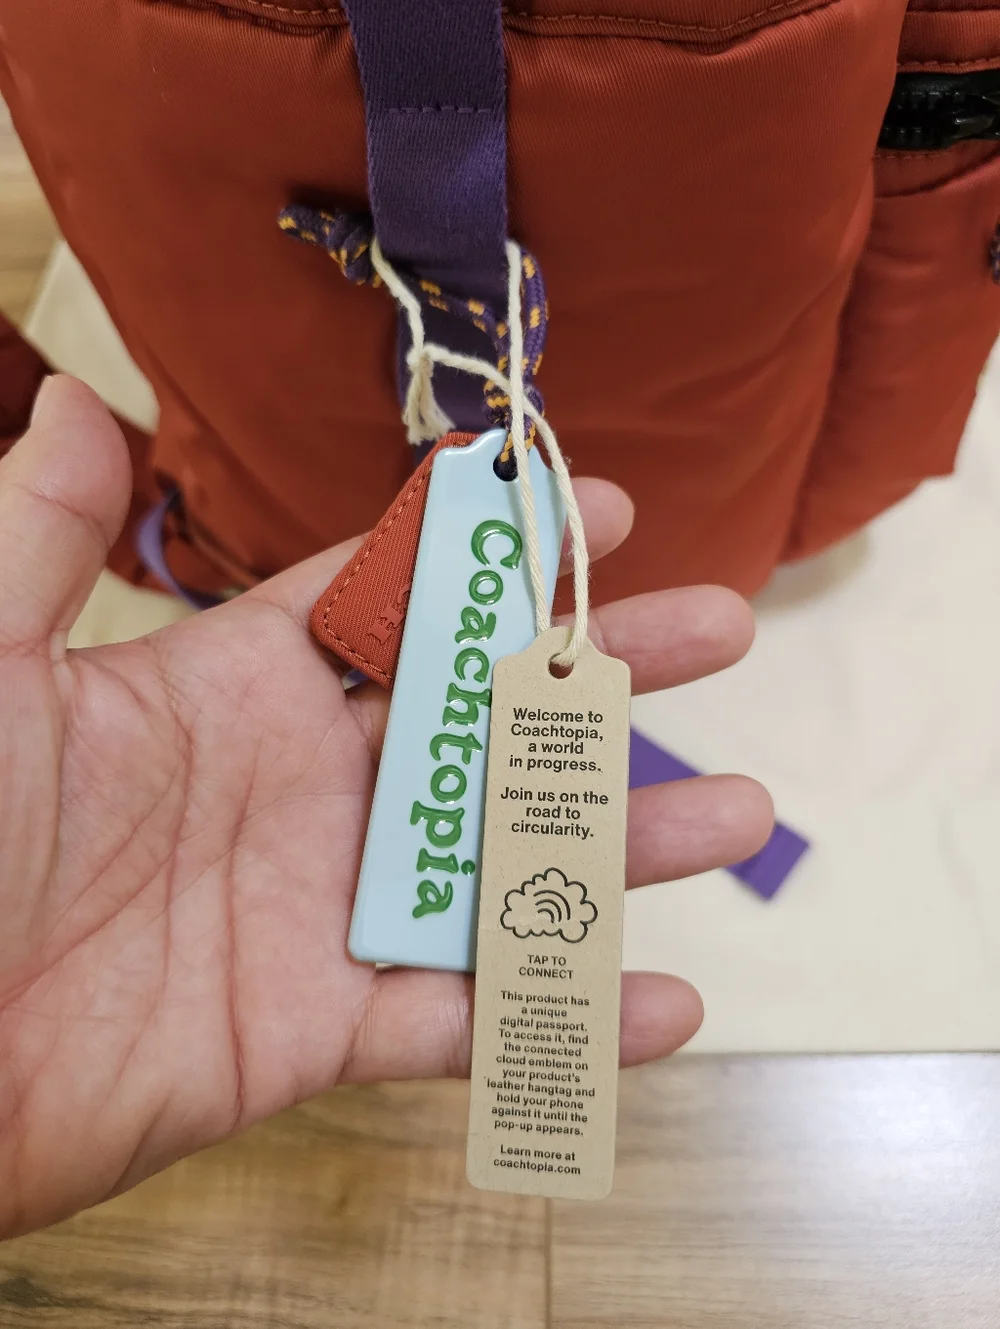 Coachtopia
Welcome to
Coachtopia,
a world
in progress.
Join us on the
road to
circularity.
TAP TO
CONNECT
This product has
a unique
digital passport.
To access it, find
the connected
cloud emblem on
your product's
leather hangtag and
hold your phone
against it until the
pop-up appears.
Learn more at
coachtopia.com